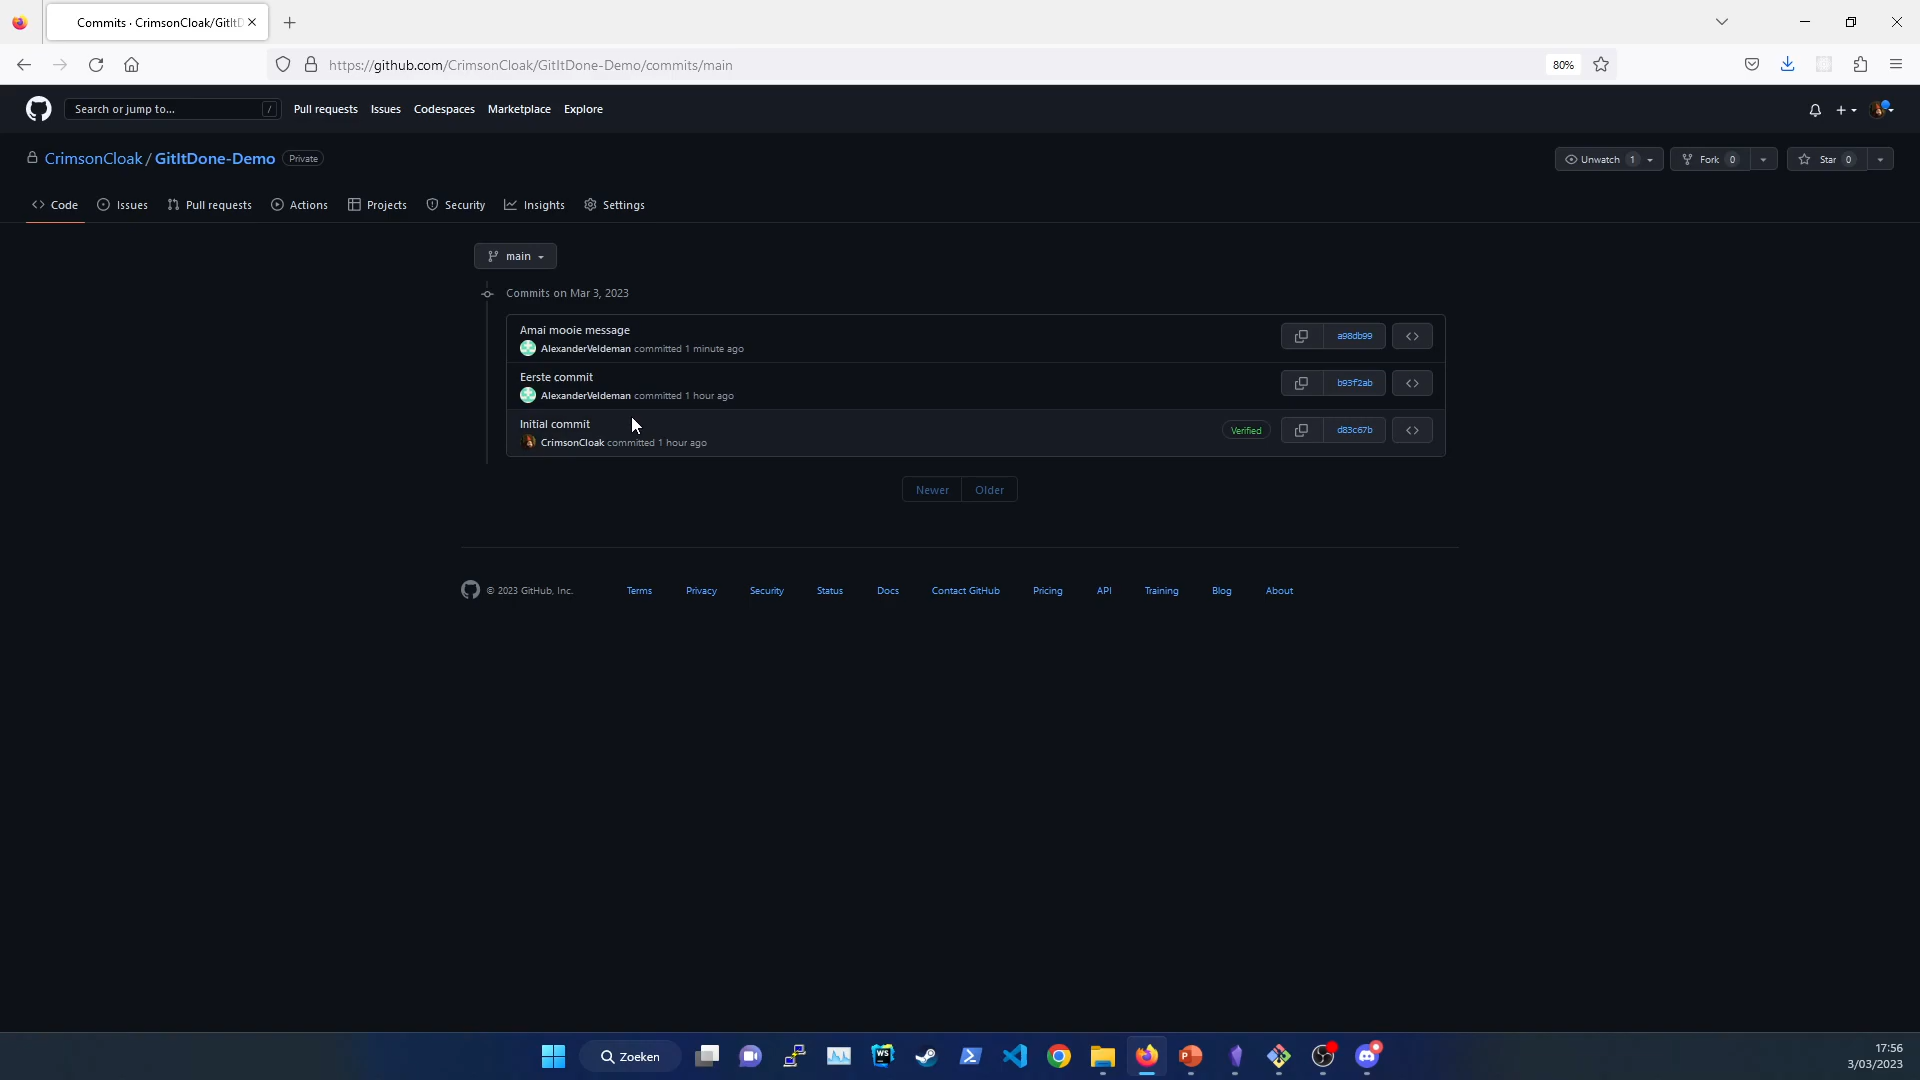 Commits · CrimsonCloak/GitItD
https://github.com/CrimsonCloak/GitItDone-Demo/commits/main
80%
Search or jump to...
/
Pull requests
Issues
Codespaces
Marketplace
Explore
CrimsonCloak / GitItDone-Demo
Private
Unwatch 1
Fork 0
Star 0
Code
Issues
Pull requests
Actions
Projects
Security
Insights
Settings
main
Commits on Mar 3, 2023
Amai mooie message
AlexanderVeldeman committed 1 minute ago
a98db99
Eerste commit
AlexanderVeldeman committed 1 hour ago
b93f2ab
Initial commit
CrimsonCloak committed 1 hour ago
Verified
d83c67b
Newer
Older
© 2023 GitHub, Inc.
Terms
Privacy
Security
Status
Docs
Contact GitHub
Pricing
API
Training
Blog
About
Zoeken
WS
P
17:56
3/03/2023